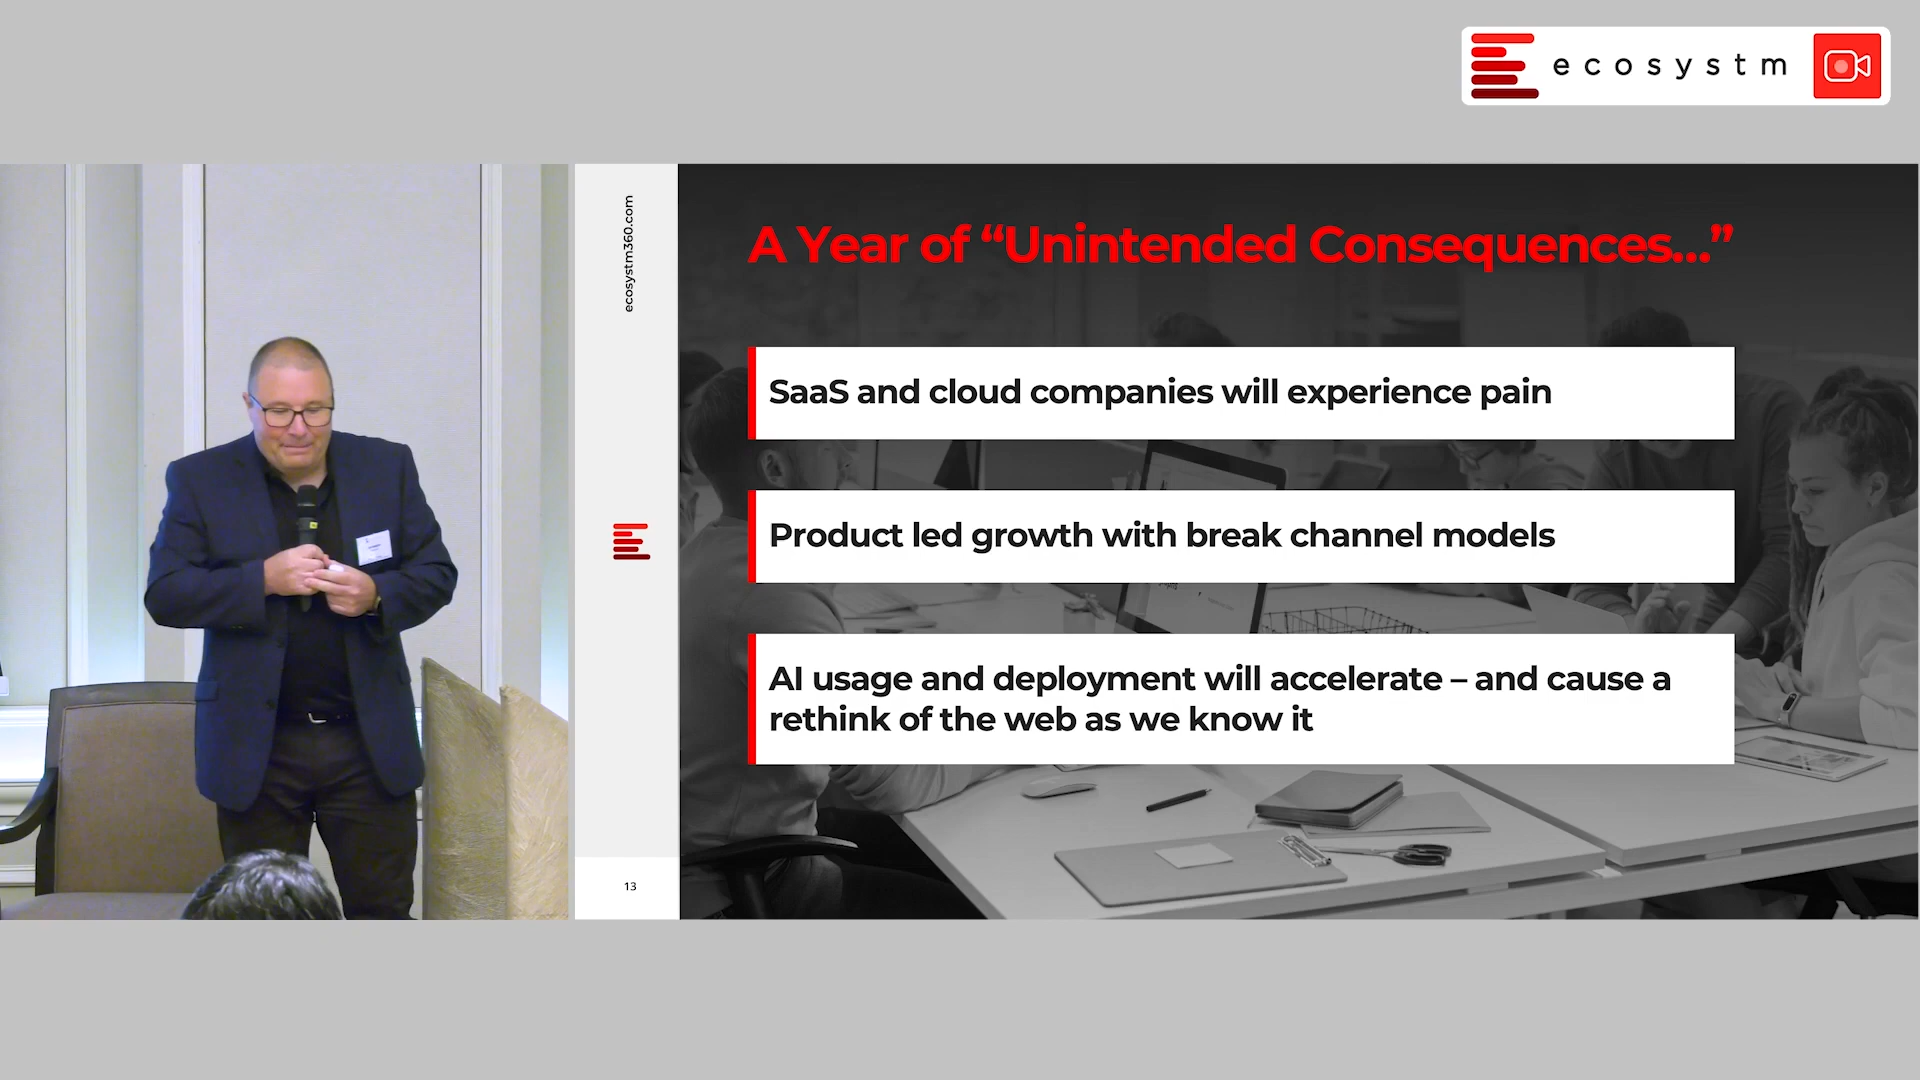 ecosystm
ecosystm360.com
A Year of “Unintended Consequences...”
SaaS and cloud companies will experience pain
Product led growth with break channel models
AI usage and deployment will accelerate – and cause a
rethink of the web as we know it
13